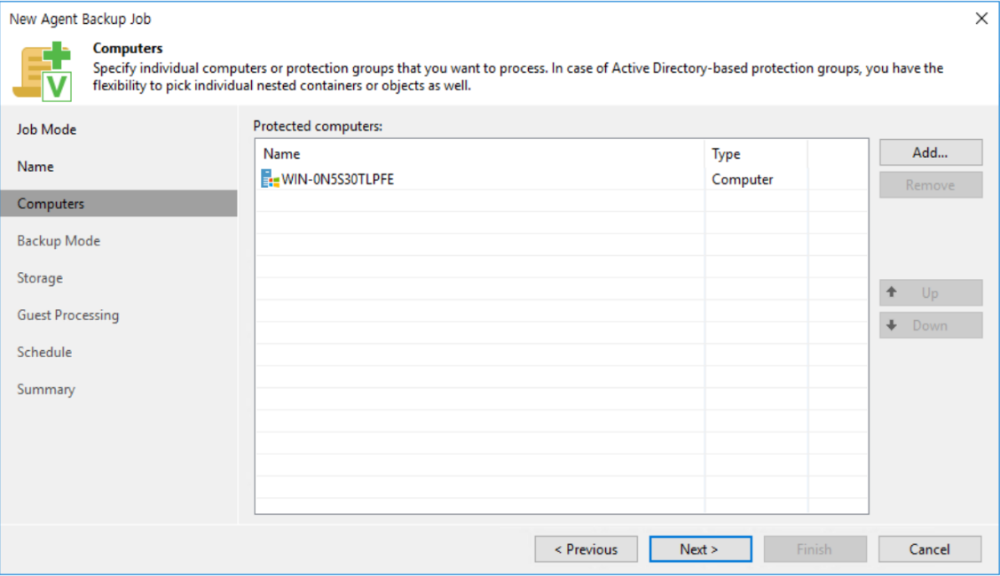 New Agent Backup Job
Computers
Specify individual computers or protection groups that you want to process. In case of Active Directory-based protection groups, you have the
flexibility to pick individual nested containers or objects as well.
Job Mode
Name
Computers
Backup Mode
Storage
Guest Processing
Schedule
Summary
Protected computers:
Name Type
WIN-0N5S30TLPFE Computer
Add...
Remove
Up
Down
< Previous Next > Finish Cancel